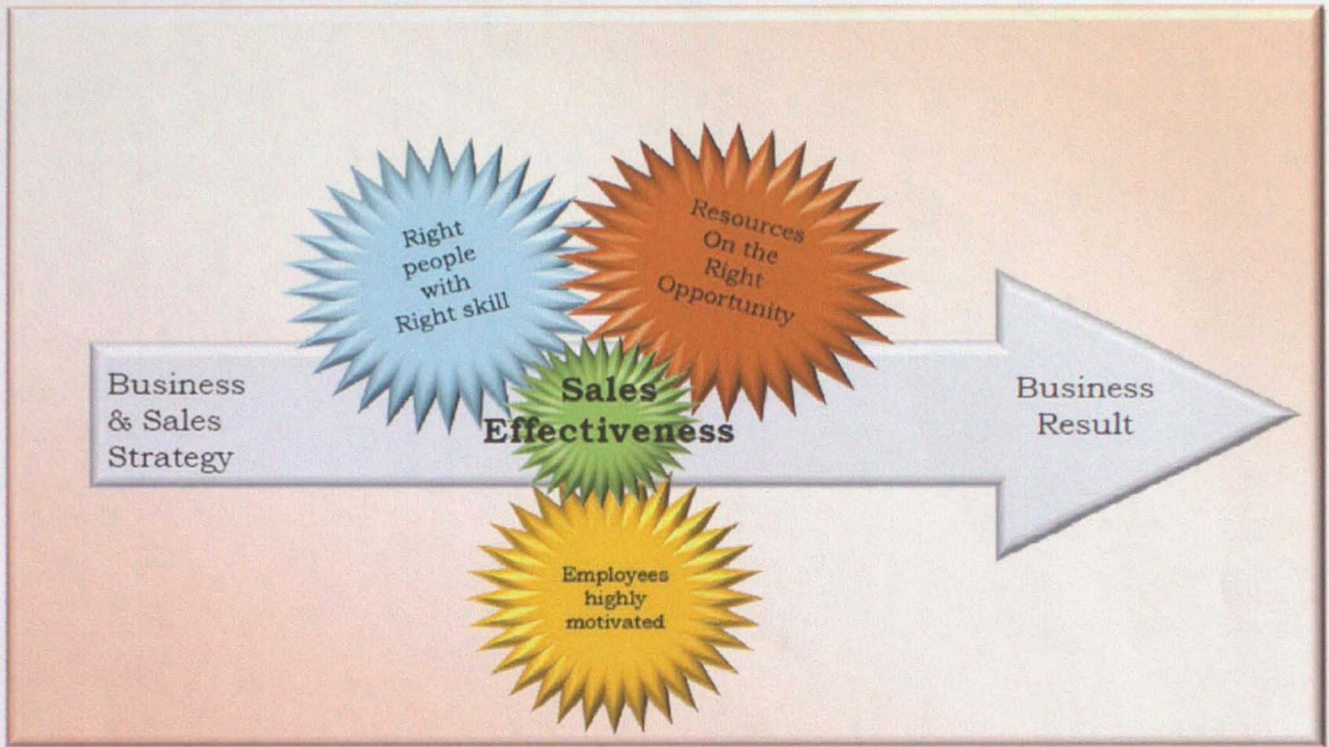 Right
people
with
Right skill
Resources
On the
Right
Opportunity
Business
& Sales
Strategy
Sales
Effectiveness
Business
Result
Employees
highly
motivated